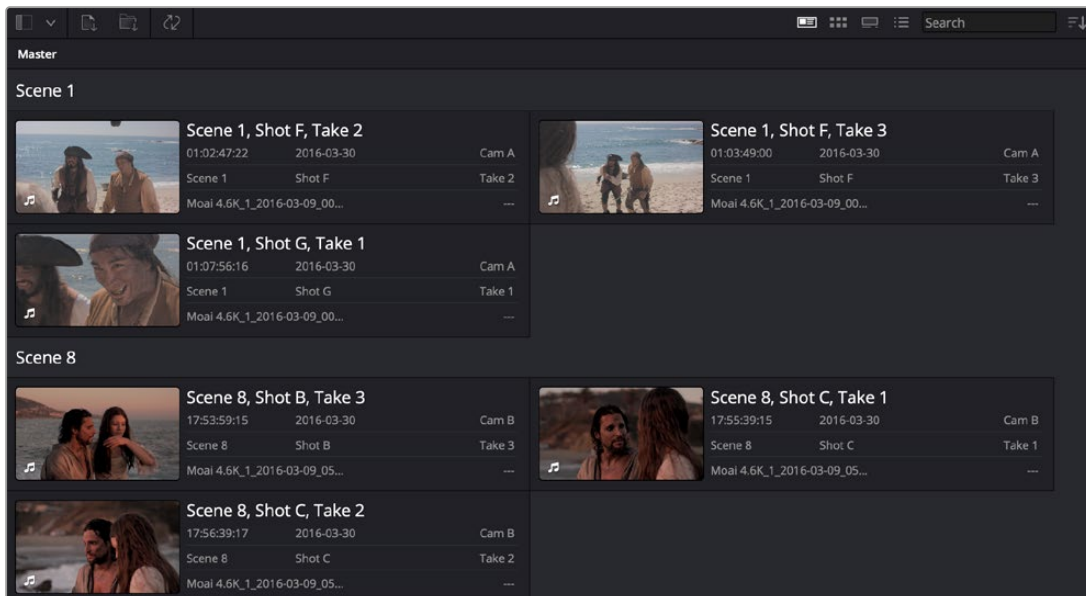 Search
Master
Scene 1
Scene 1, Shot F, Take 2
01:02:47:22 2016-03-30 Cam A
Scene 1 Shot F Take 2
Moai 4.6K_1_2016-03-09_00... ---
Scene 1, Shot F, Take 3
01:03:49:00 2016-03-30 Cam A
Scene 1 Shot F Take 3
Moai 4.6K_1_2016-03-09_00... ---
Scene 1, Shot G, Take 1
01:07:56:16 2016-03-30 Cam A
Scene 1 Shot G Take 1
Moai 4.6K_1_2016-03-09_00... ---
Scene 8
Scene 8, Shot B, Take 3
17:53:59:15 2016-03-30 Cam B
Scene 8 Shot B Take 3
Moai 4.6K_1_2016-03-09_05... ---
Scene 8, Shot C, Take 1
17:55:39:15 2016-03-30 Cam B
Scene 8 Shot C Take 1
Moai 4.6K_1_2016-03-09_05... ---
Scene 8, Shot C, Take 2
17:56:39:17 2016-03-30 Cam B
Scene 8 Shot C Take 2
Moai 4.6K_1_2016-03-09_05... ---